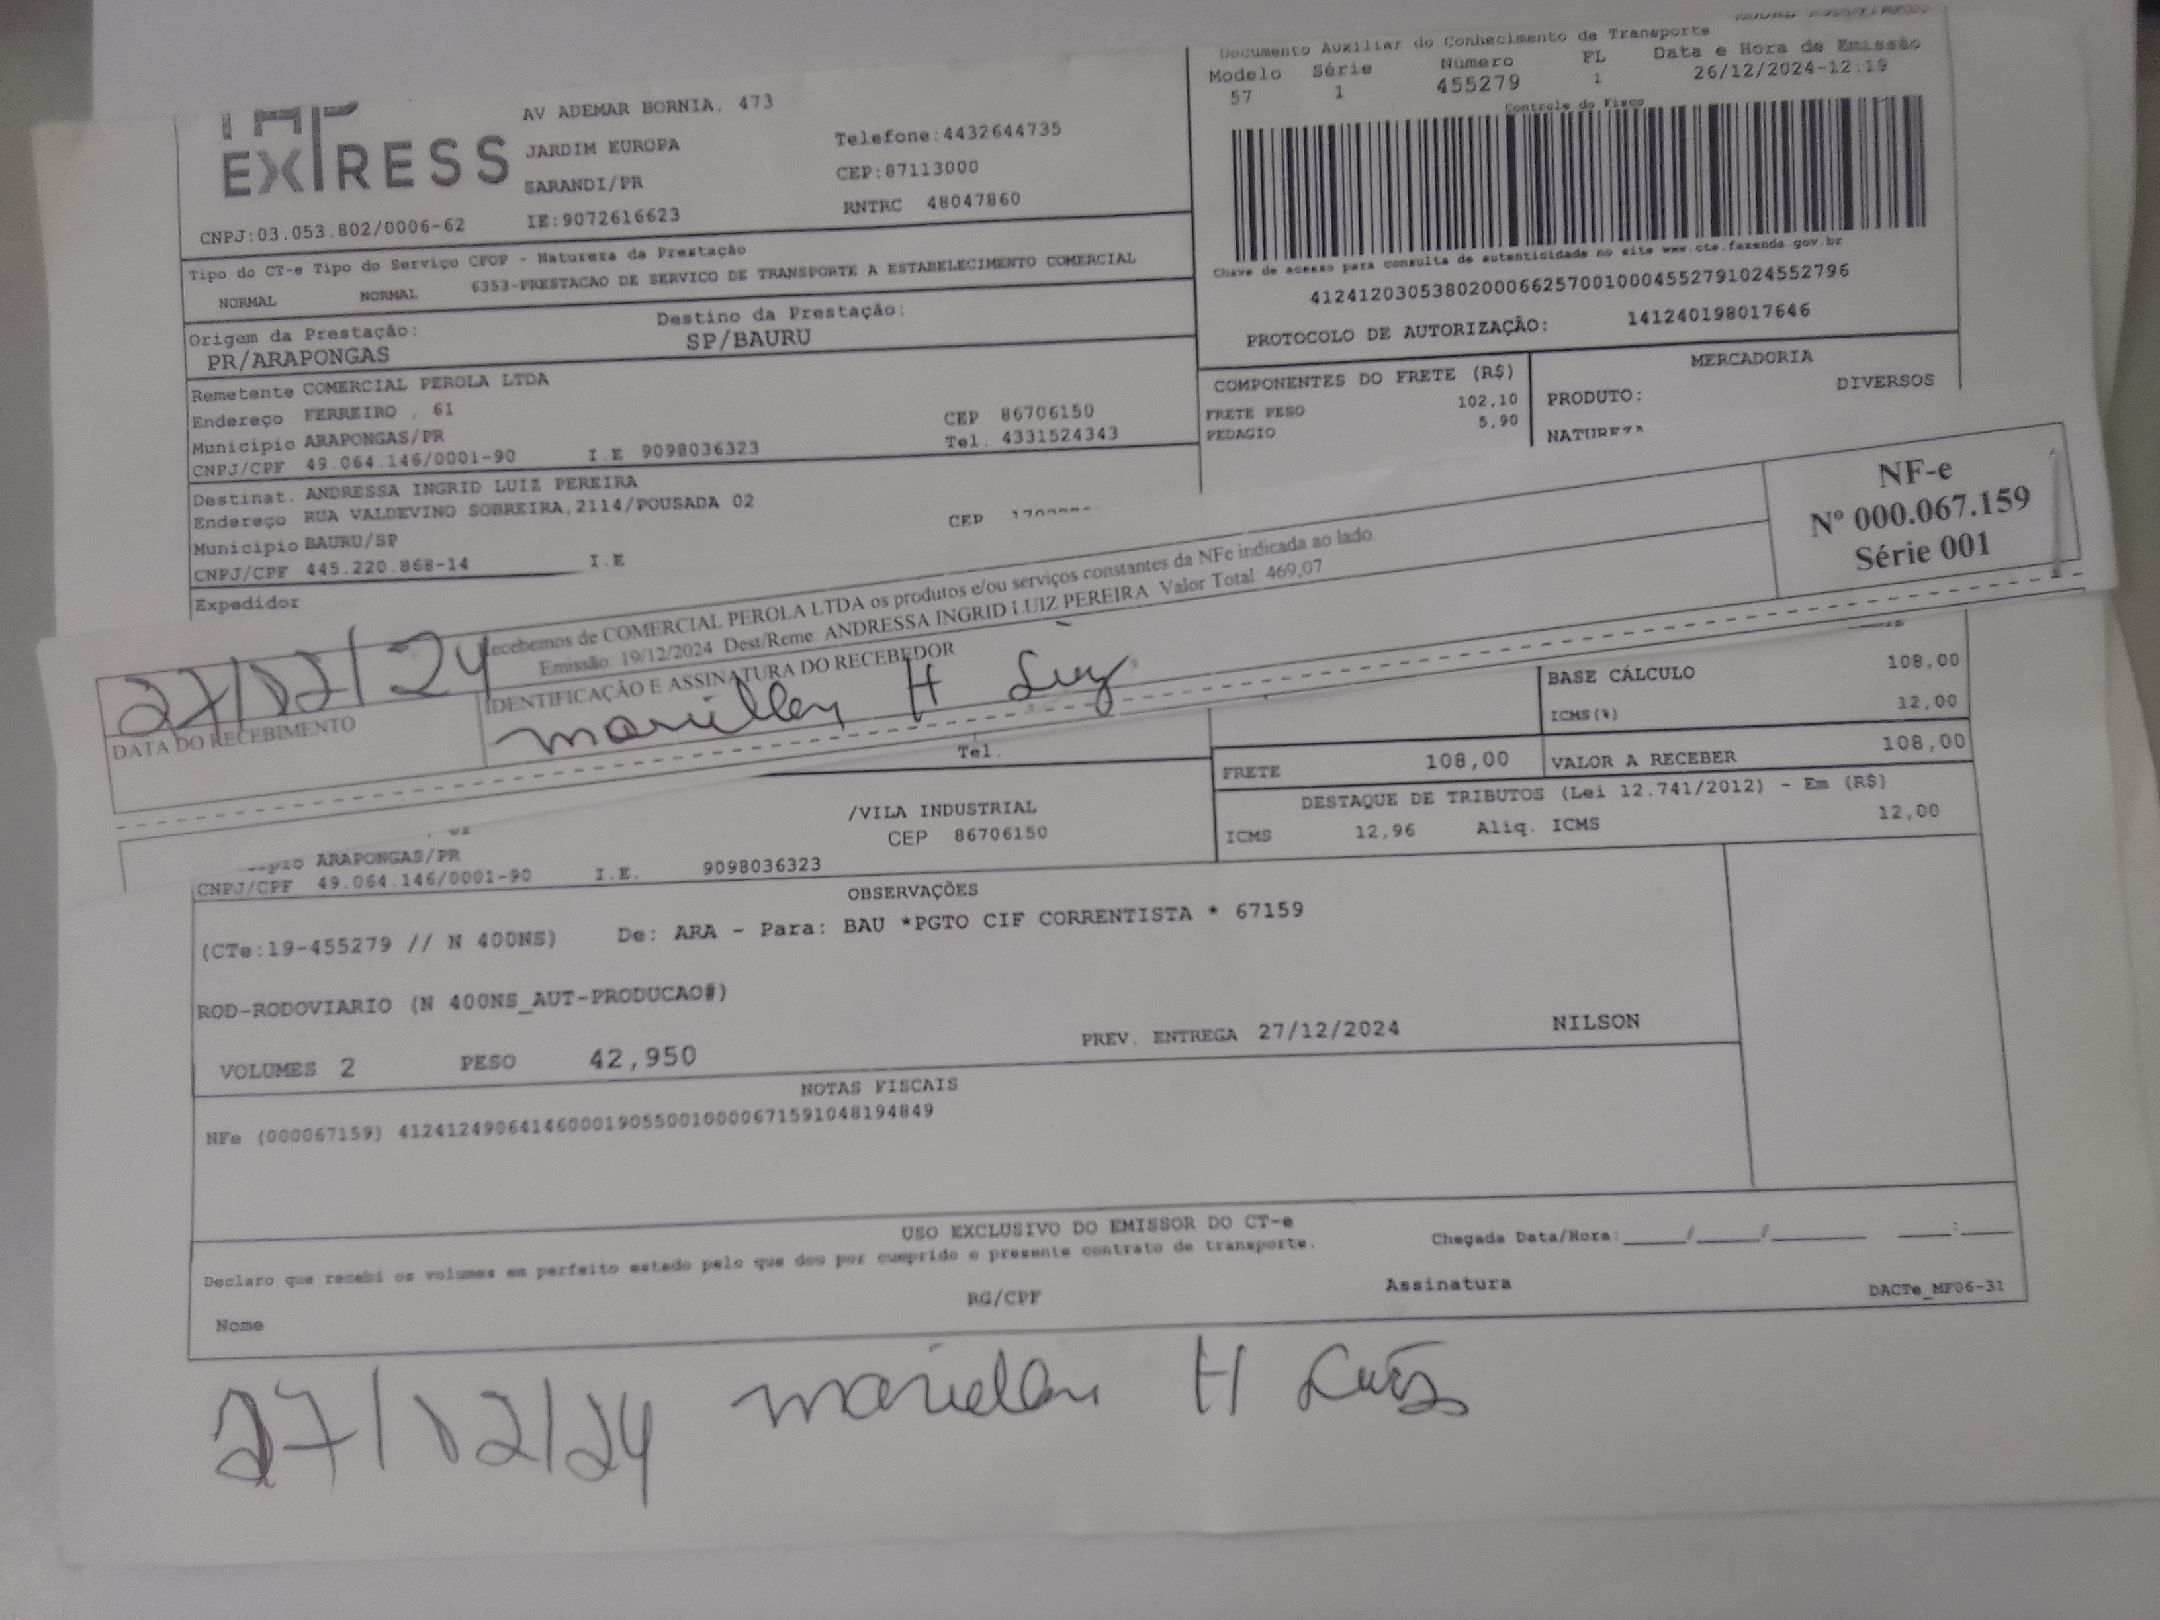 EXPRESS
AV ADEMAR BORNIA, 473
JARDIM EUROPA
SARANDI/PR
Telefone:4432644735
CEP:87113000
CNPJ:03.053.802/0006-62 IE:9072616623 RNTRC 48047860
Documento Auxiliar do Conhecimento de Transporte
Modelo Série Número FL Data e Hora de Emissão
57 1 455279 1 26/12/2024-12:19
Controle do Fisco
Chave de acesso para consulta de autenticidade no site www.cte.fazenda.gov.br
41241203053802000662570010004552791024552796
PROTOCOLO DE AUTORIZAÇÃO: 141240198017646
Tipo do CT-e Tipo do Serviço CFOP - Natureza da Prestação
NORMAL NORMAL 6353-PRESTACAO DE SERVICO DE TRANSPORTE A ESTABELECIMENTO COMERCIAL
Origem da Prestação: Destino da Prestação:
PR/ARAPONGAS SP/BAURU
Remetente COMERCIAL PEROLA LTDA
Endereço FERREIRO , 61 CEP 86706150
Municipio ARAPONGAS/PR Tel. 4331524343
CNPJ/CPF 49.064.146/0001-90 I.E 9098036323
COMPONENTES DO FRETE (R$)
FRETE PESO 102,10
PEDAGIO 5,90
MERCADORIA
PRODUTO: DIVERSOS
NATUREZA
Destinat. ANDRESSA INGRID LUIZ PEREIRA
Endereço RUA VALDEVINO SOBREIRA,2114/POUSADA 02 CEP
Municipio BAURU/SP
CNPJ/CPF 445.220.868-14 I.E
Expedidor
Recebemos de COMERCIAL PEROLA LTDA os produtos e/ou serviços constantes da NFe indicada ao lado
Emissão 19/12/2024 Dest/Reme ANDRESSA INGRID LUIZ PEREIRA Valor Total 469,07
NF-e
Nº 000.067.159
Série 001
27/12/24
DATA DO RECEBIMENTO
IDENTIFICAÇÃO E ASSINATURA DO RECEBEDOR
H Luiz
Tel.
BASE CÁLCULO 108,00
ICMS(%) 12,00
FRETE 108,00 VALOR A RECEBER 108,00
DESTAQUE DE TRIBUTOS (Lei 12.741/2012) - Em (R$)
ICMS 12,96 Aliq. ICMS 12,00
/VILA INDUSTRIAL
CEP 86706150
ARAPONGAS/PR
CNPJ/CPF 49.064.146/0001-90 I.E. 9098036323
OBSERVAÇÕES
(CTe:19-455279 // N 400NS) De: ARA - Para: BAU *PGTO CIF CORRENTISTA * 67159
ROD-RODOVIARIO (N 400NS_AUT-PRODUCAO#)
VOLUMES 2 PESO 42,950 PREV. ENTREGA 27/12/2024 NILSON
NOTAS FISCAIS
NFe (000067159) 41241249064146000190550010000671591048194849
USO EXCLUSIVO DO EMISSOR DO CT-e
Declaro que recebi os volumes em perfeito estado pelo que dou por cumprido o presente contrato de transporte.
Chegada Data/Hora:_____/_____/_______ ____:____
Nome RG/CPF Assinatura DACTe_MF06-31
27/12/24 H Luiz